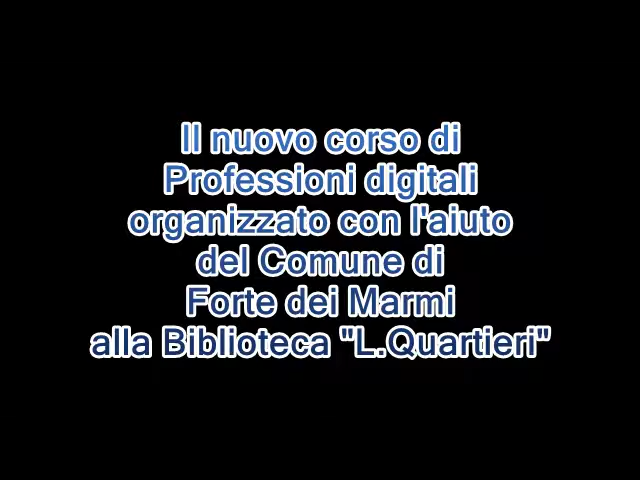 Il nuovo corso di
Professioni digitali
organizzato con l'aiuto
del Comune di
Forte dei Marmi
alla Biblioteca "L.Quartieri"